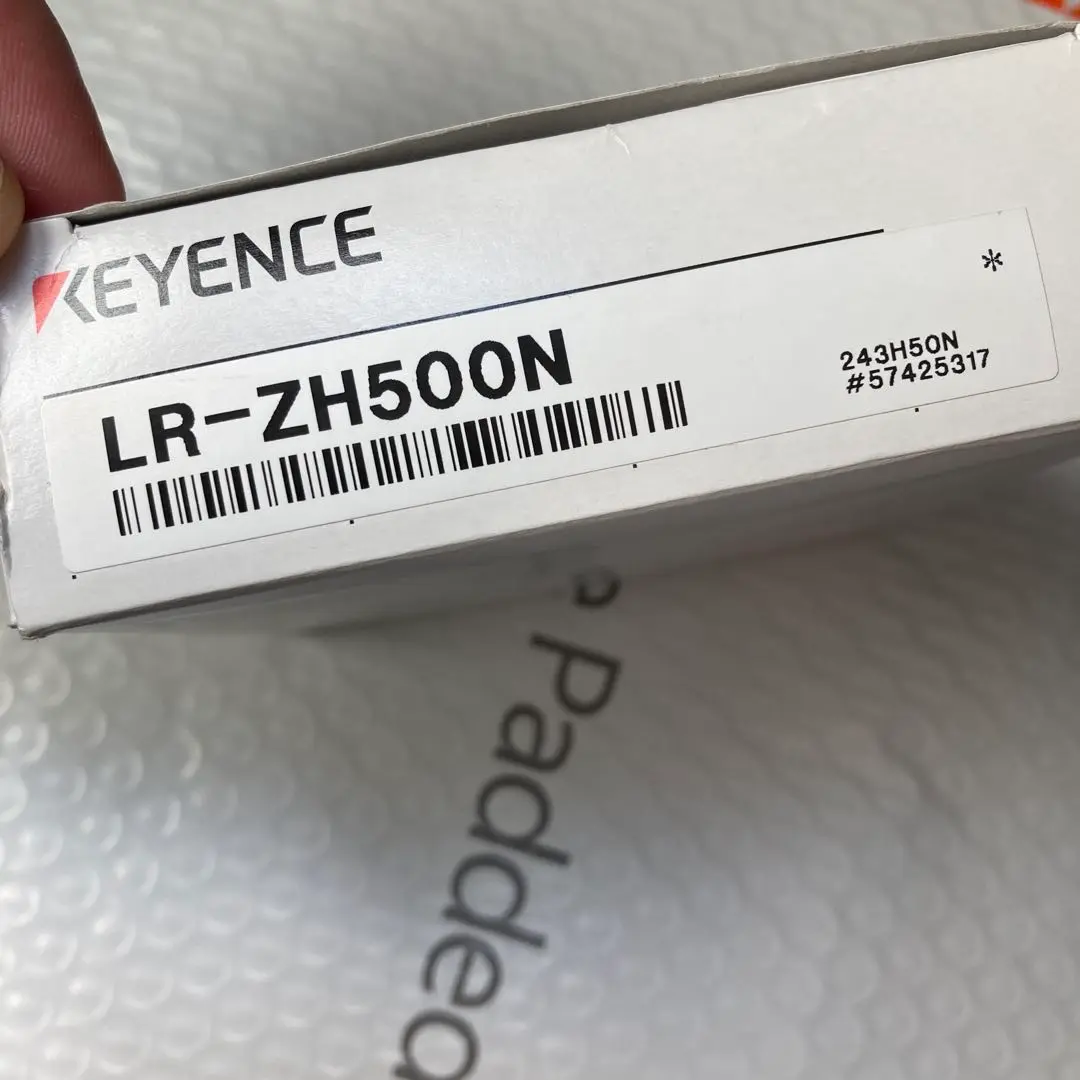 KEYENCE
*
LR-ZH500N
243H50N
#57425317
Padded